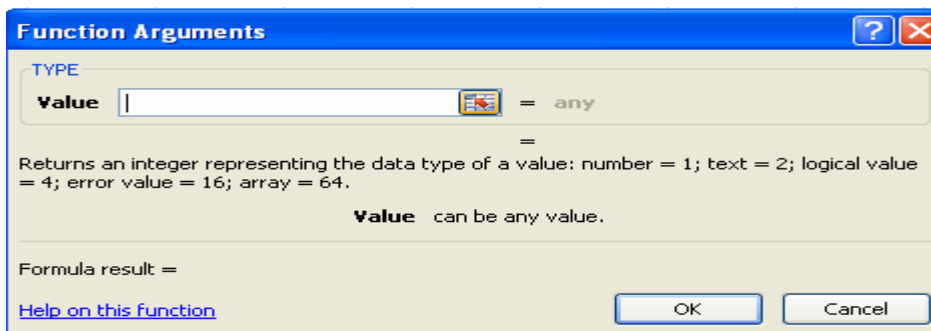 Function Arguments
TYPE
Value = any
=
Returns an integer representing the data type of a value: number = 1; text = 2; logical value
= 4; error value = 16; array = 64.
Value can be any value.
Formula result =
Help on this function OK Cancel